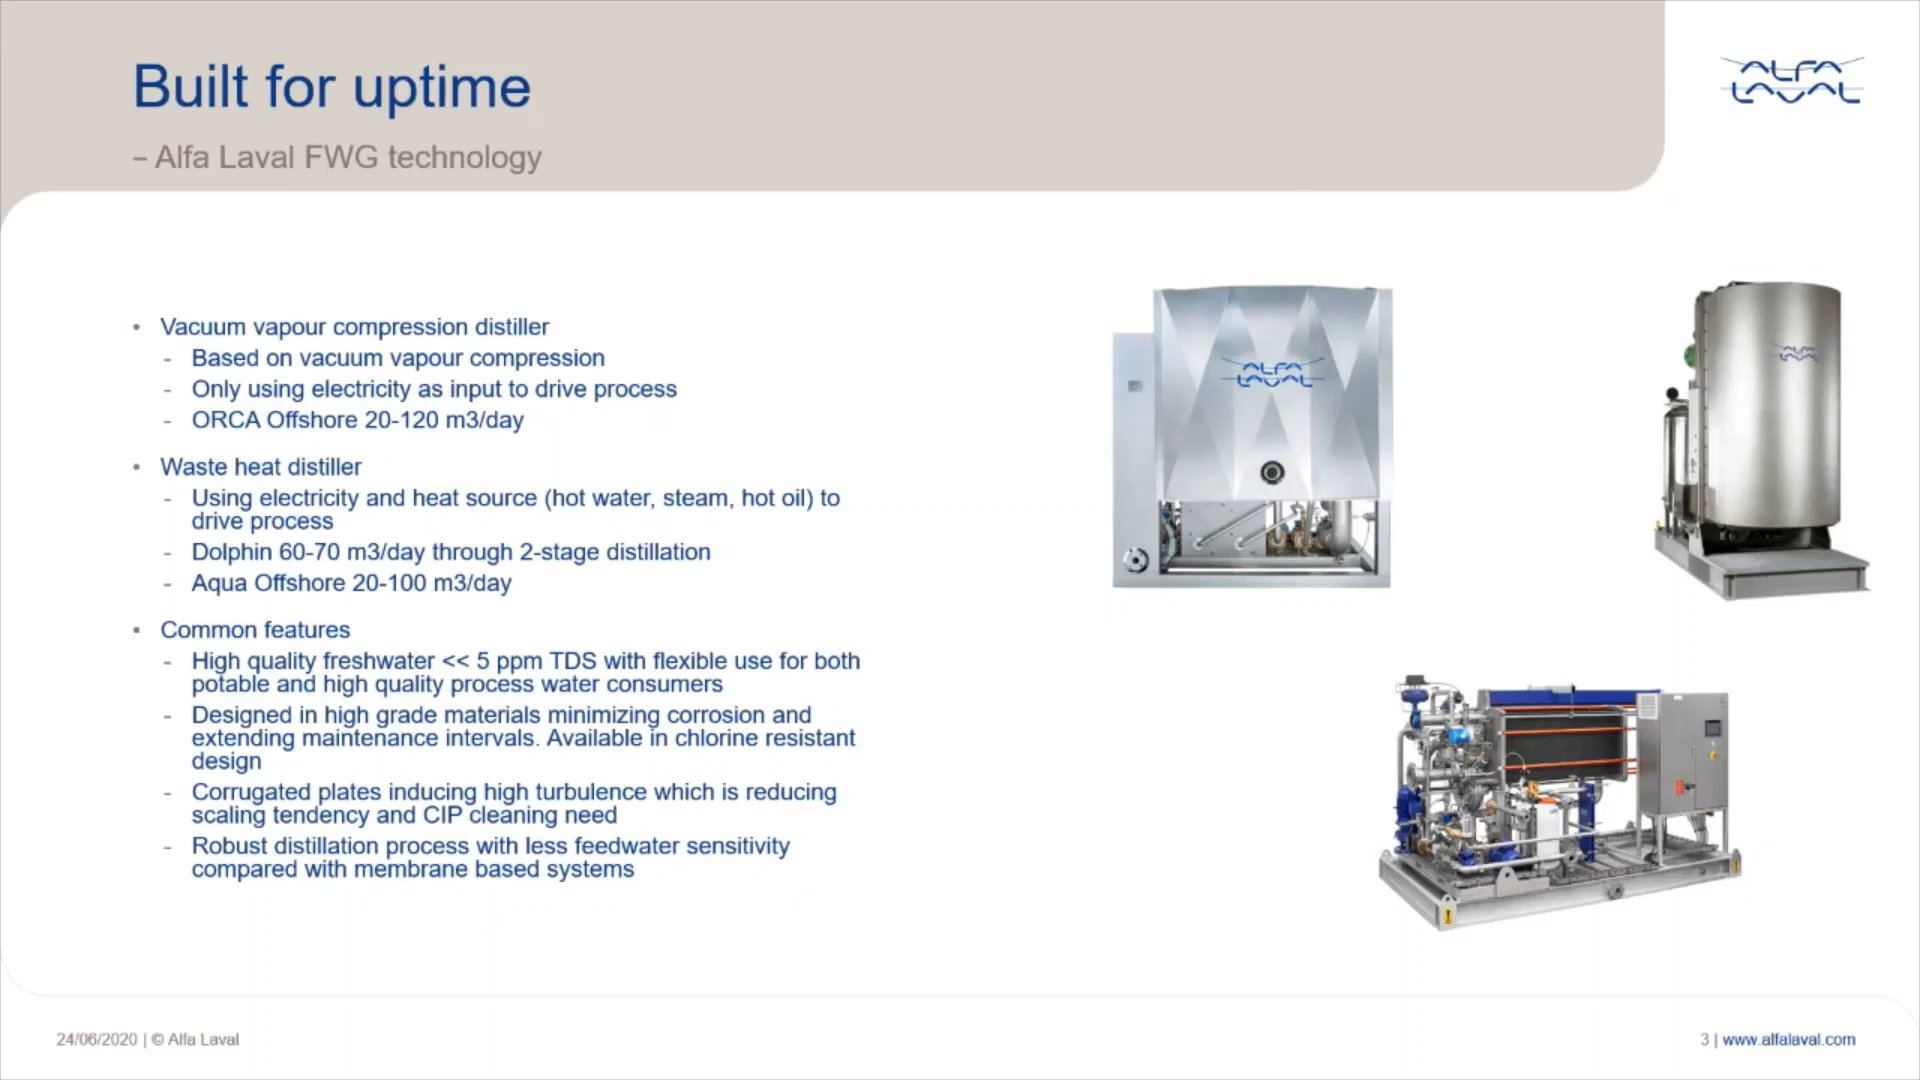 Built for uptime
– Alfa Laval FWG technology
ALFA
LAVAL
• Vacuum vapour compression distiller
- Based on vacuum vapour compression
- Only using electricity as input to drive process
- ORCA Offshore 20-120 m3/day
• Waste heat distiller
- Using electricity and heat source (hot water, steam, hot oil) to
drive process
- Dolphin 60-70 m3/day through 2-stage distillation
- Aqua Offshore 20-100 m3/day
• Common features
- High quality freshwater << 5 ppm TDS with flexible use for both
potable and high quality process water consumers
- Designed in high grade materials minimizing corrosion and
extending maintenance intervals. Available in chlorine resistant
design
- Corrugated plates inducing high turbulence which is reducing
scaling tendency and CIP cleaning need
- Robust distillation process with less feedwater sensitivity
compared with membrane based systems
ALFA
LAVAL
ALFA
LAVAL
24/06/2020 | © Alfa Laval
3 | www.alfalaval.com